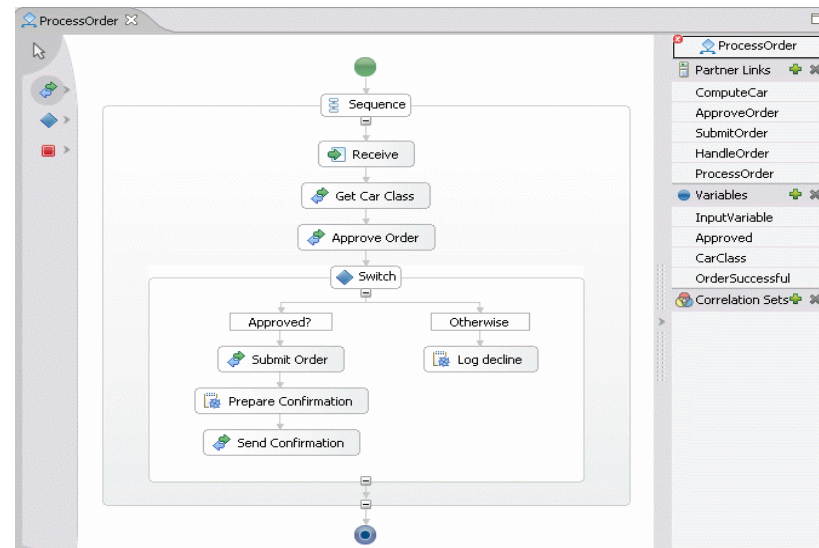 ProcessOrder
Sequence
Receive
Get Car Class
Approve Order
Switch
Approved?
Otherwise
Submit Order
Log decline
Prepare Confirmation
Send Confirmation
ProcessOrder
Partner Links
ComputeCar
ApproveOrder
SubmitOrder
HandleOrder
ProcessOrder
Variables
InputVariable
Approved
CarClass
OrderSuccessful
Correlation Sets